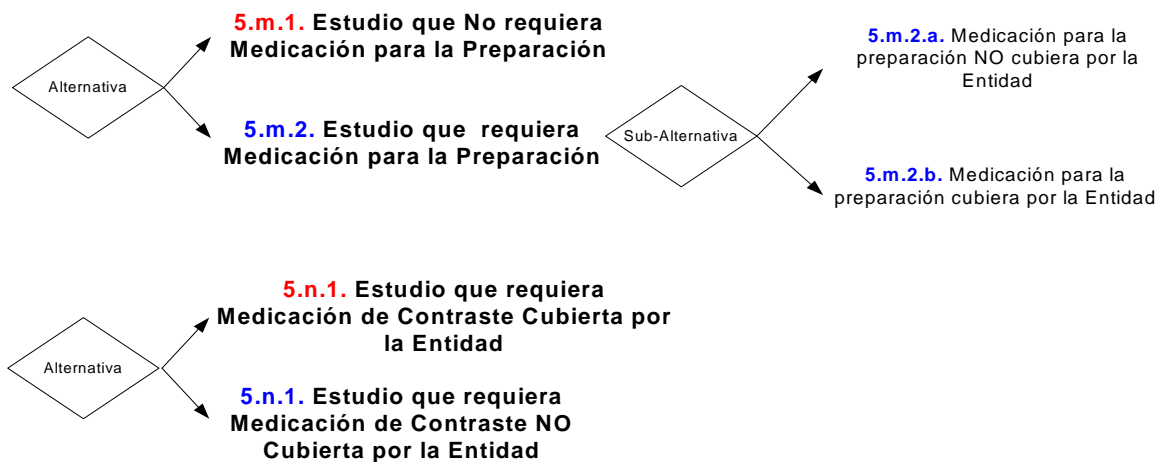 Alternativa
5.m.1. Estudio que No requiera
Medicación para la Preparación
5.m.2. Estudio que requiera
Medicación para la Preparación
Sub-Alternativa
5.m.2.a. Medicación para la
preparación NO cubiera por la
Entidad
5.m.2.b. Medicación para la
preparación cubiera por la Entidad
Alternativa
5.n.1. Estudio que requiera
Medicación de Contraste Cubierta por
la Entidad
5.n.1. Estudio que requiera
Medicación de Contraste NO
Cubierta por la Entidad